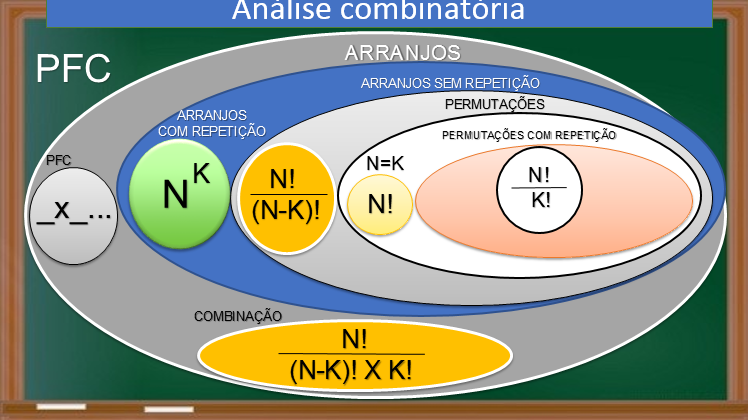 Análise combinatória
PFC
ARRANJOS
ARRANJOS SEM REPETIÇÃO
PERMUTAÇÕES
ARRANJOS
COM REPETIÇÃO
PERMUTAÇÕES COM REPETIÇÃO
PFC
_x_...
N^K
N!
(N-K)!
N=K
N!
N!
K!
COMBINAÇÃO
N!
(N-K)! X K!